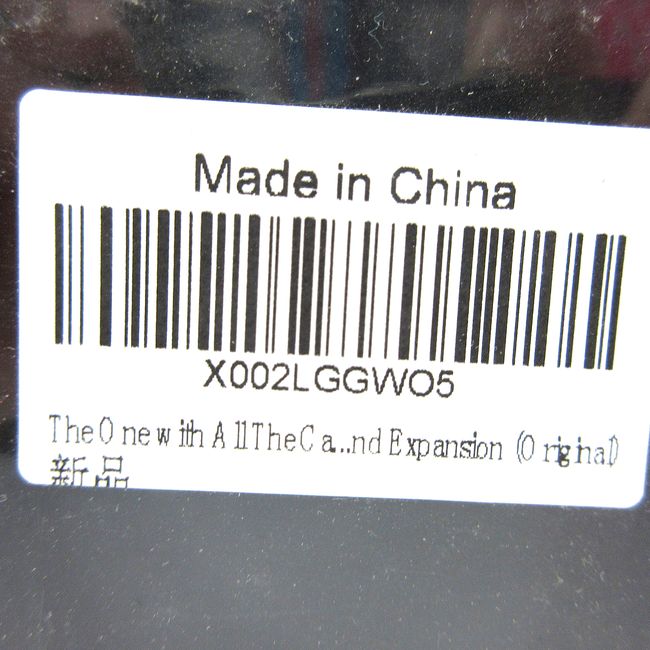 Made in China
X002LGGWO5
The One with All The Ca...nd Expansion (Original)
新品